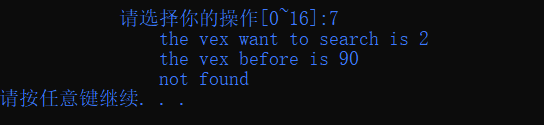 请选择你的操作[0~16]:7
the vex want to search is 2
the vex before is 90
not found
请按任意键继续. . .